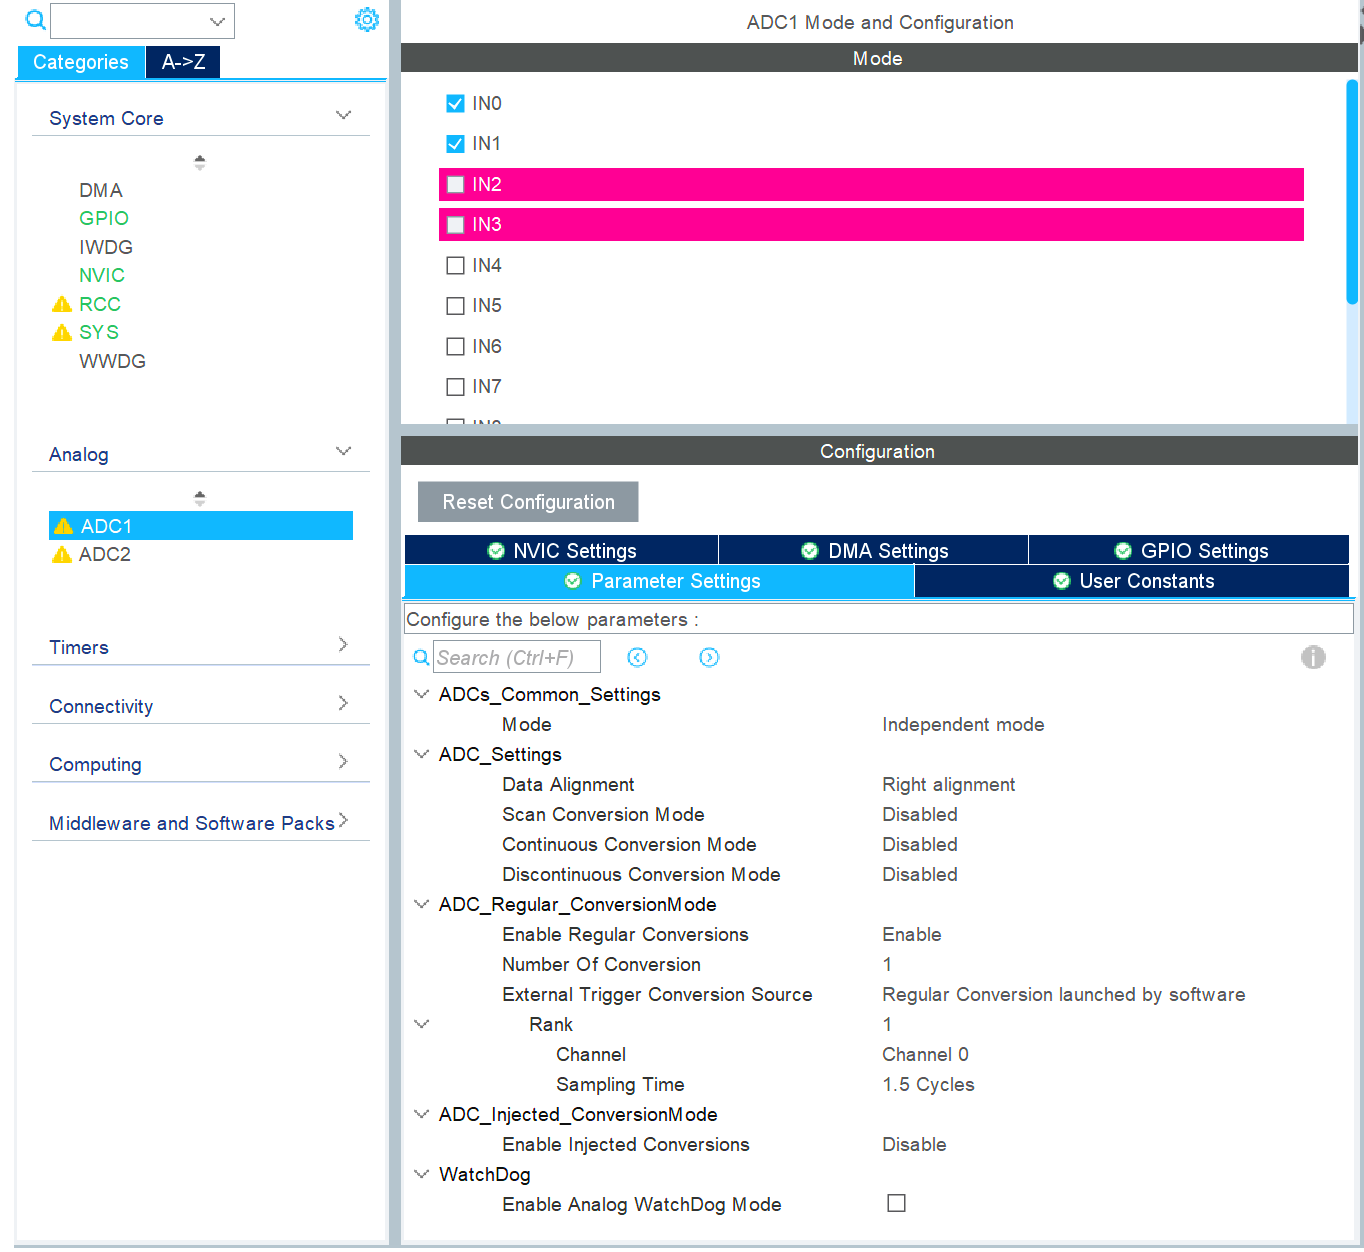 Categories
A->Z
System Core
DMA
GPIO
IWDG
NVIC
RCC
SYS
WWDG
Analog
ADC1
ADC2
Timers
Connectivity
Computing
Middleware and Software Packs
ADC1 Mode and Configuration
Mode
IN0
IN1
IN2
IN3
IN4
IN5
IN6
IN7
Configuration
Reset Configuration
NVIC Settings
DMA Settings
GPIO Settings
Parameter Settings
User Constants
Configure the below parameters :
Search (Ctrl+F)
ADCs_Common_Settings
Mode Independent mode
ADC_Settings
Data Alignment Right alignment
Scan Conversion Mode Disabled
Continuous Conversion Mode Disabled
Discontinuous Conversion Mode Disabled
ADC_Regular_ConversionMode
Enable Regular Conversions Enable
Number Of Conversion 1
External Trigger Conversion Source Regular Conversion launched by software
Rank 1
Channel Channel 0
Sampling Time 1.5 Cycles
ADC_Injected_ConversionMode
Enable Injected Conversions Disable
WatchDog
Enable Analog WatchDog Mode